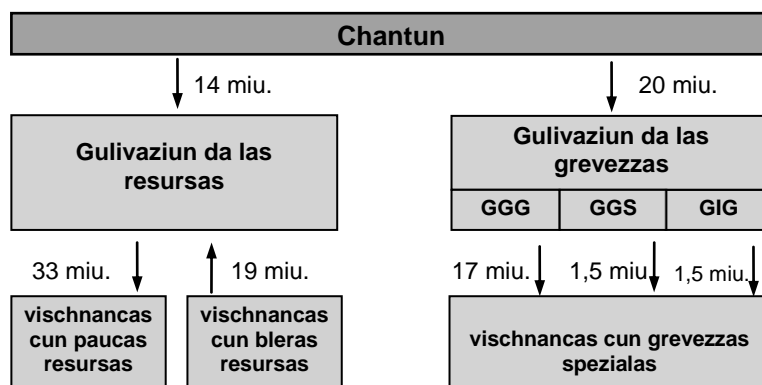 Chantun
14 miu.
20 miu.
Gulivaziun da las
resursas
Gulivaziun da las
grevezzas
GGG
GGS
GIG
33 miu.
19 miu.
17 miu.
1,5 miu.
1,5 miu.
vischnancas
cun paucas
resursas
vischnancas
cun bleras
resursas
vischnancas cun grevezzas
spezialas